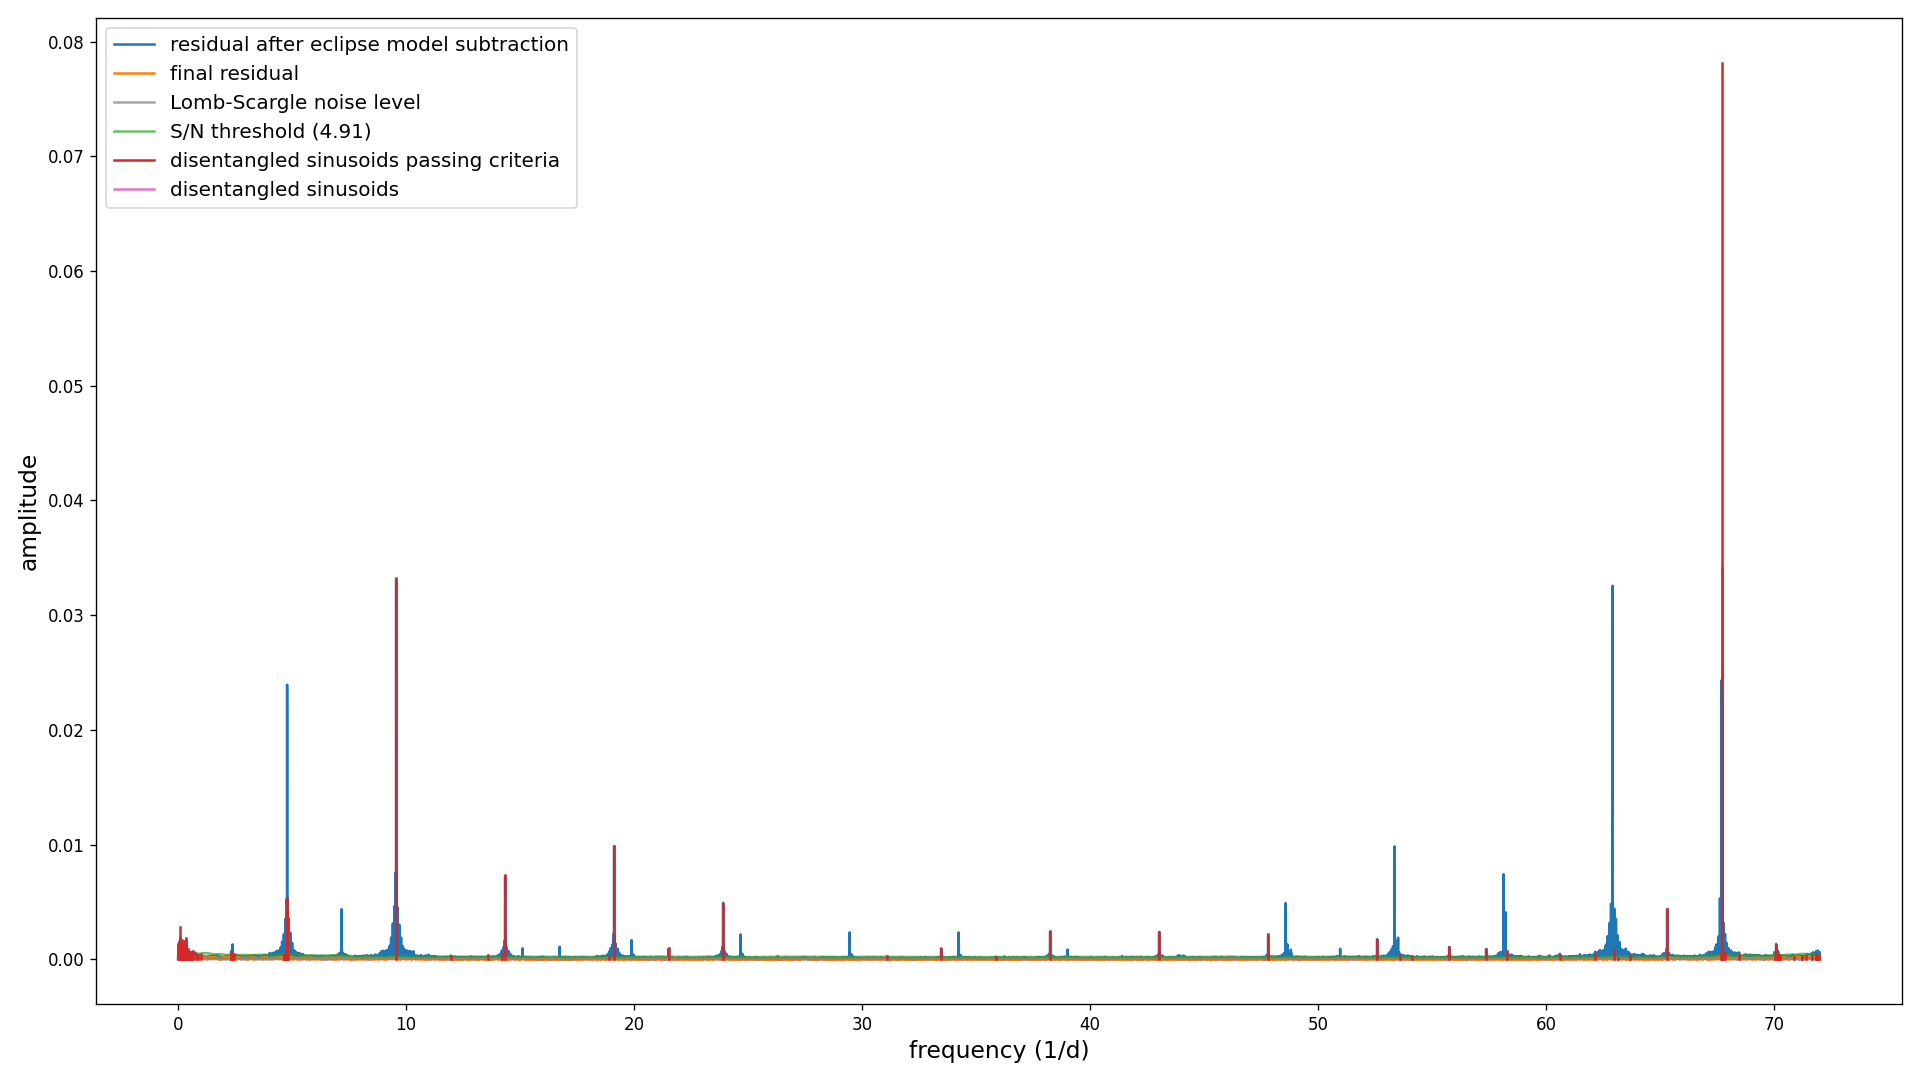 0.08
0.07
0.06
0.05
0.04
0.03
0.02
0.01
0.00
amplitude
residual after eclipse model subtraction
final residual
Lomb-Scargle noise level
S/N threshold (4.91)
disentangled sinusoids passing criteria
disentangled sinusoids
0 10 20 30 40 50 60 70
frequency (1/d)